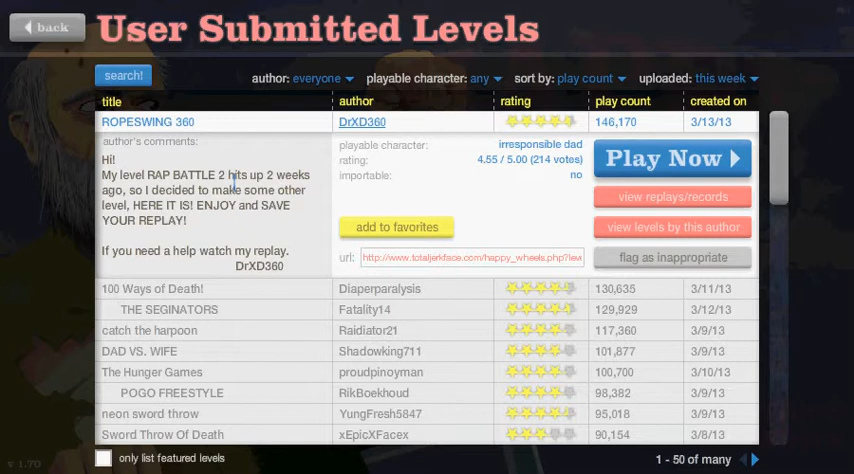 back
User Submitted Levels
search!
author: everyone playable character: any sort by: play count uploaded: this week
title author rating play count created on
ROPESWING 360 DrXD360 146,170 3/13/13
author's comments:
Hi!
My level RAP BATTLE 2 hits up 2 weeks
ago, so I decided to make some other
level, HERE IT IS! ENJOY and SAVE
YOUR REPLAY!
If you need a help watch my replay.
DrXD360
playable character: irresponsible dad
rating: 4.55 / 5.00 (214 votes)
importable: no
add to favorites
url: http://www.totaljerkface.com/happy_wheels.php?lev
Play Now
view replays/records
view levels by this author
flag as inappropriate
100 Ways of Death! Diaperparalysis 130,635 3/11/13
THE SEGINATORS Fatality14 129,929 3/12/13
catch the harpoon Raidiator21 117,360 3/9/13
DAD VS. WIFE Shadowking711 101,877 3/9/13
The Hunger Games proudpinoyman 100,700 3/10/13
POGO FREESTYLE RikBoekhoud 98,382 3/9/13
neon sword throw YungFresh5847 95,018 3/9/13
Sword Throw Of Death xEpicXFacex 90,154 3/8/13
only list featured levels 1 - 50 of many
v 1.70